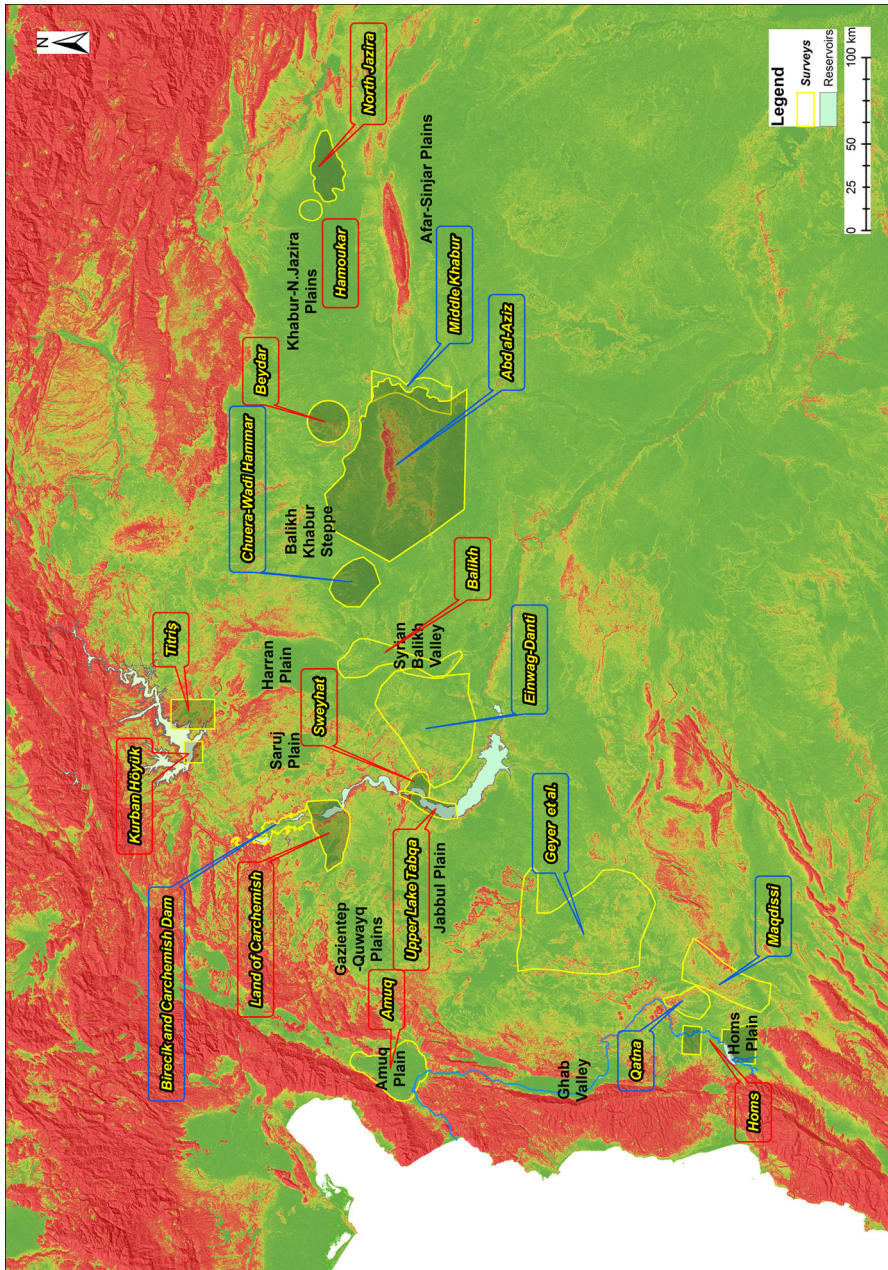 N
Kurban Höyük
Titriş
Birecik and Carchemish Dam
Land of Carchemish
Saruj
Plain
Harran
Plain
Chuera-Wadi Hammar
Beydar
Khabur-N.Jazira
Plains
Hamoukar
North Jazira
Gazientep
-Quwayq
Plains
Amuq
Amuq
Plain
Sweyhat
Upper Lake Tabqa
Jabbul Plain
Balikh
Khabur
Steppe
Syrian
Balikh
Valley
Balikh
Middle Khabur
Afar-Sinjar Plains
Abd al-Aziz
Einwag-Danti
Geyer et al.
Ghab
Valley
Qatna
Maqdissi
Homs
Plain
Homs
Legend
Surveys
Reservoirs
0 25 50 100 km